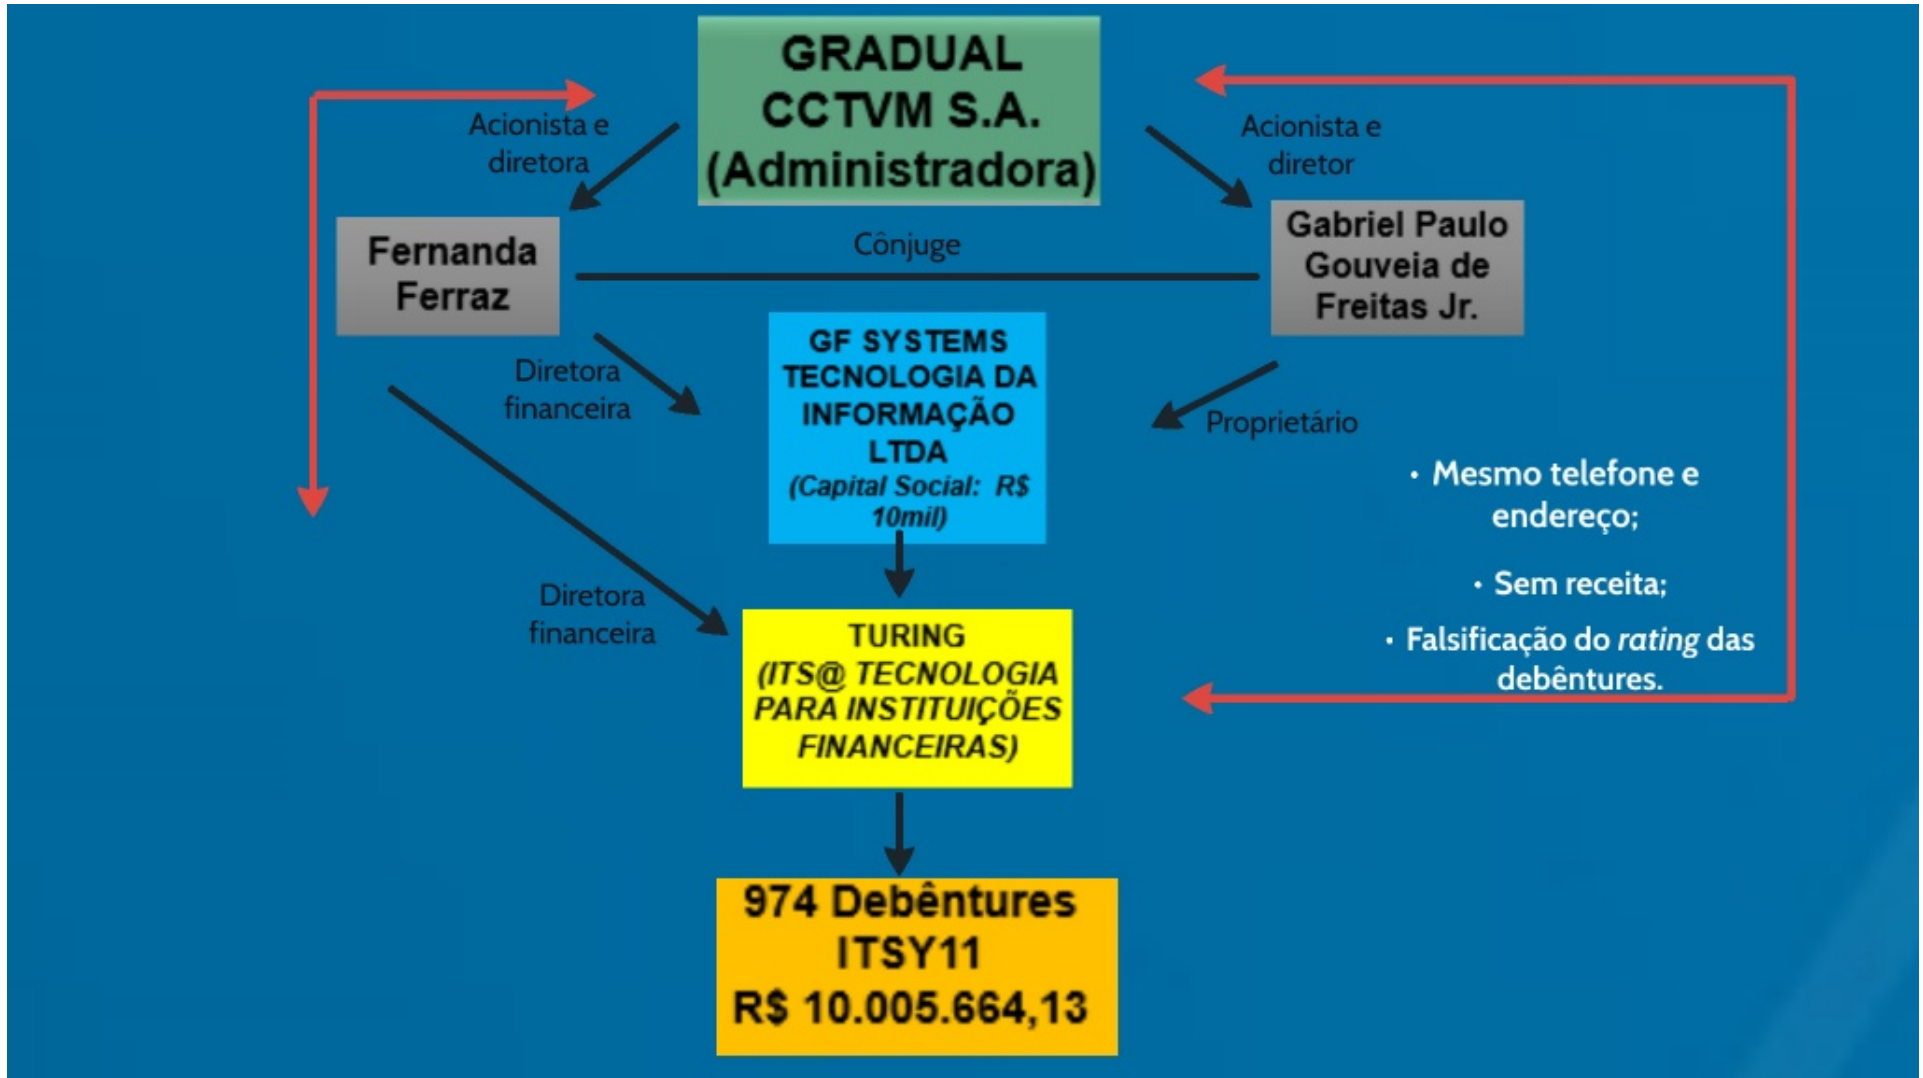 GRADUAL
CCTVM S.A.
(Administradora)
Acionista e
diretora
Acionista e
diretor
Fernanda
Ferraz
Cônjuge
Gabriel Paulo
Gouveia de
Freitas Jr.
Diretora
financeira
GF SYSTEMS
TECNOLOGIA DA
INFORMAÇÃO
LTDA
(Capital Social: R$
10mil)
Proprietário
• Mesmo telefone e
endereço;
• Sem receita;
• Falsificação do rating das
debêntures.
Diretora
financeira
TURING
(ITS@ TECNOLOGIA
PARA INSTITUIÇÕES
FINANCEIRAS)
974 Debêntures
ITSY11
R$ 10.005.664,13